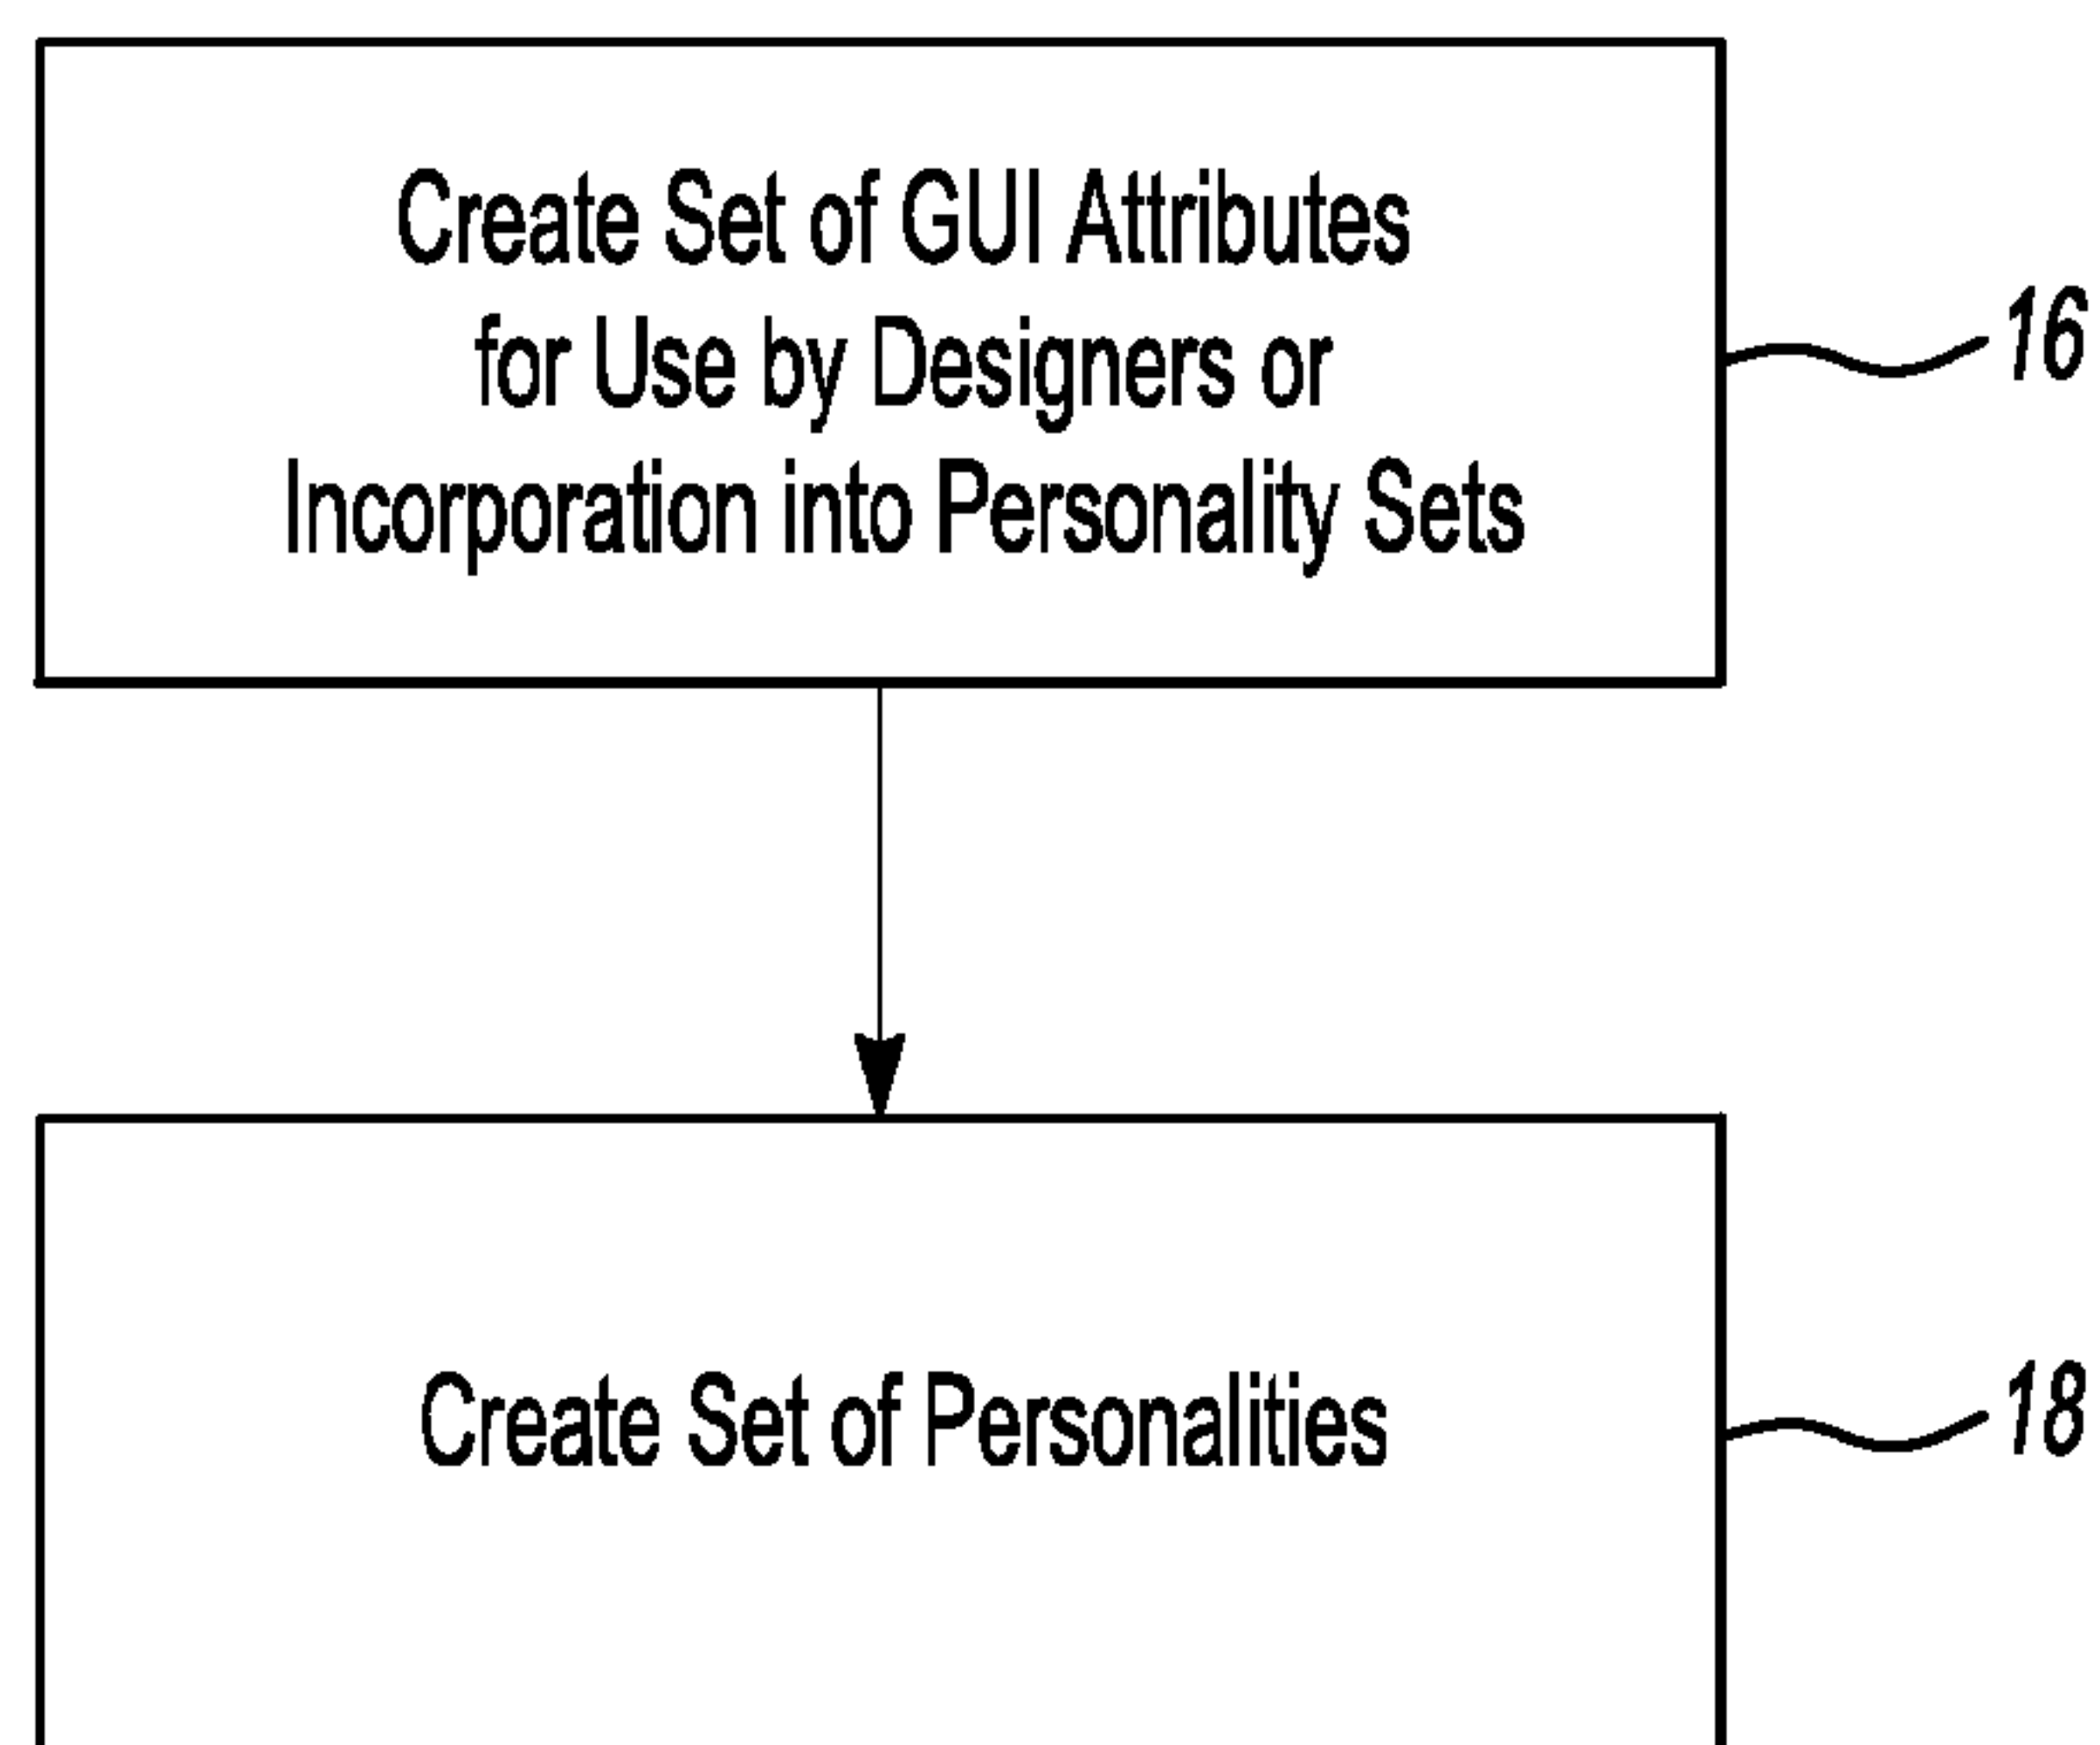 Create Set of GUI Attributes
for Use by Designers or
Incorporation into Personality Sets
16
Create Set of Personalities
18